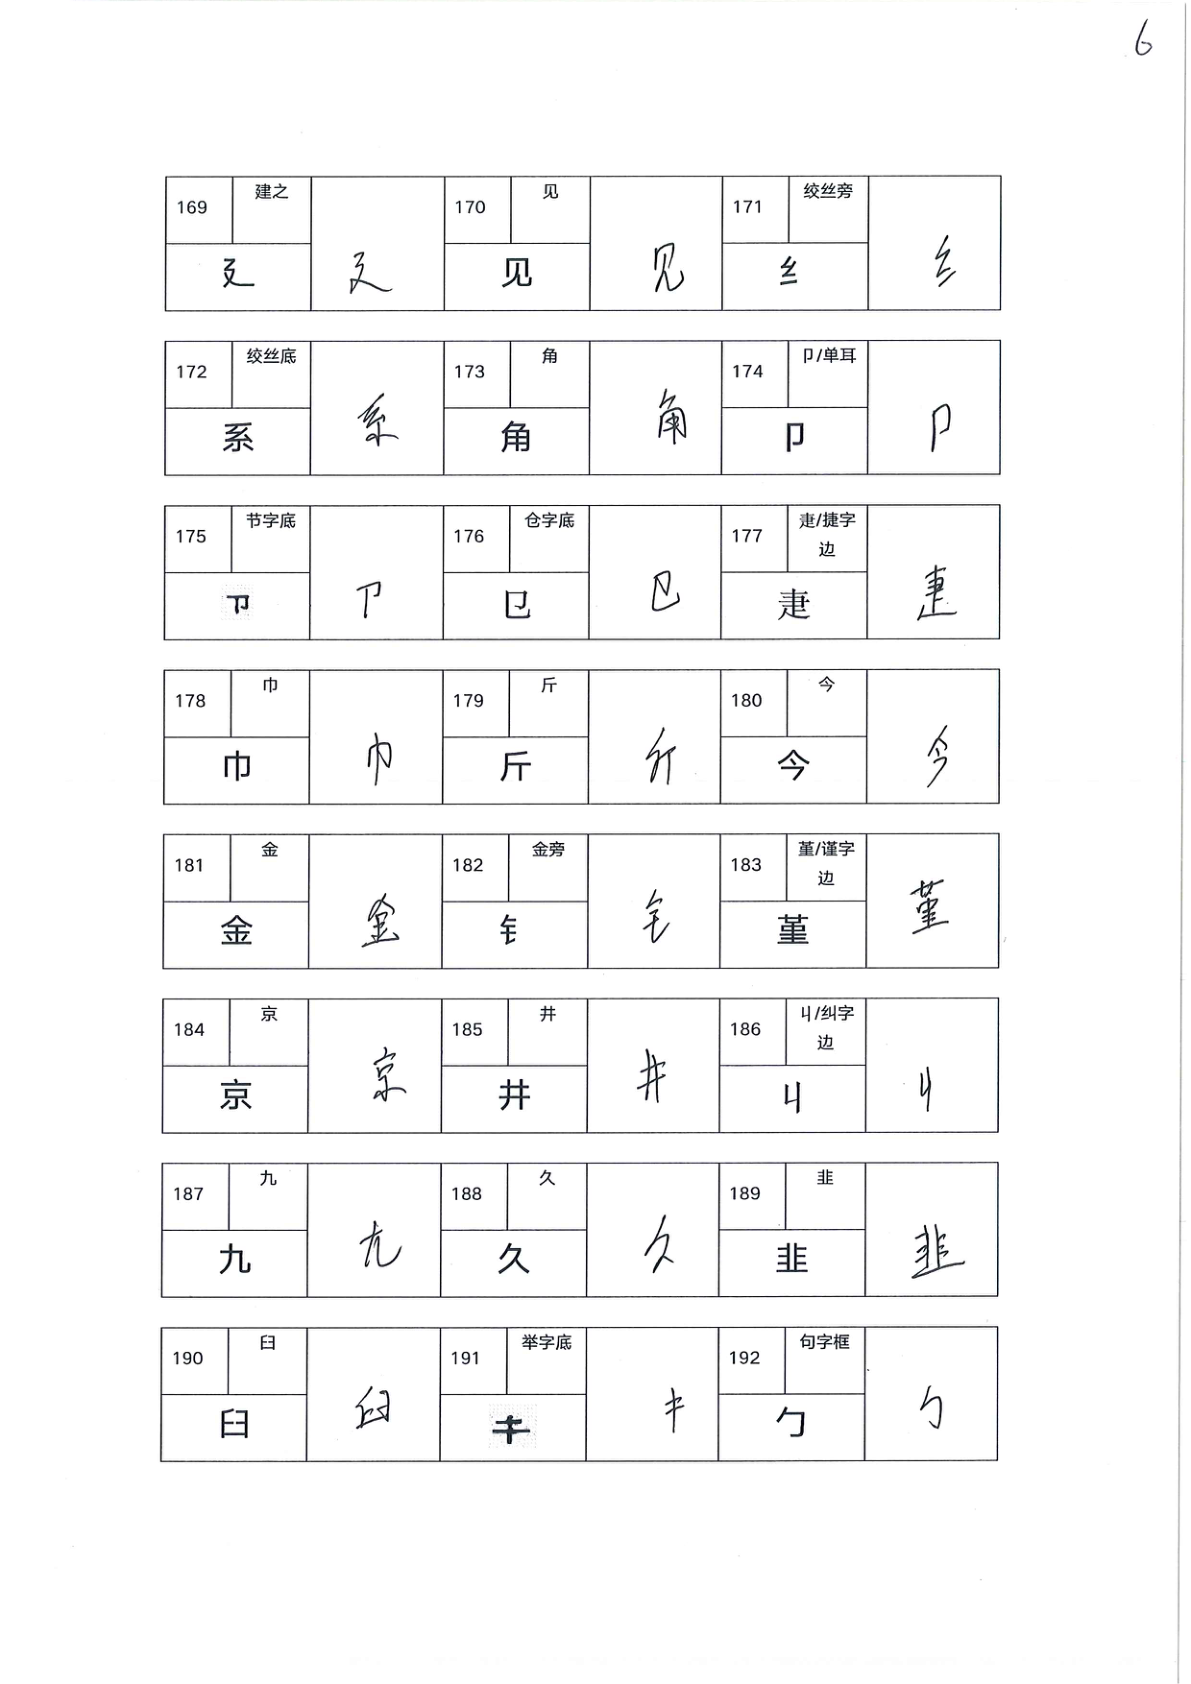 6
169 建之 廴 廴 170 见 见 见 171 绞丝旁 纟 纟
172 绞丝底 系 系 173 角 角 角 174 卩/单耳 卩 卩
175 节字底 卩 176 仓字底 㔾 㔾 177 疌/捷字
边 疌 疌
178 巾 巾 巾 179 斤 斤 斤 180 今 今 今
181 金 金 金 182 金旁 钅 钅 183 堇/谨字
边 堇 堇
184 京 京 京 185 井 井 井 186 丩/纠字
边 丩 丩
187 九 九 188 久 久 久 189 韭 韭 韭
190 臼 臼 臼 191 举字底 192 句字框 勹 勹